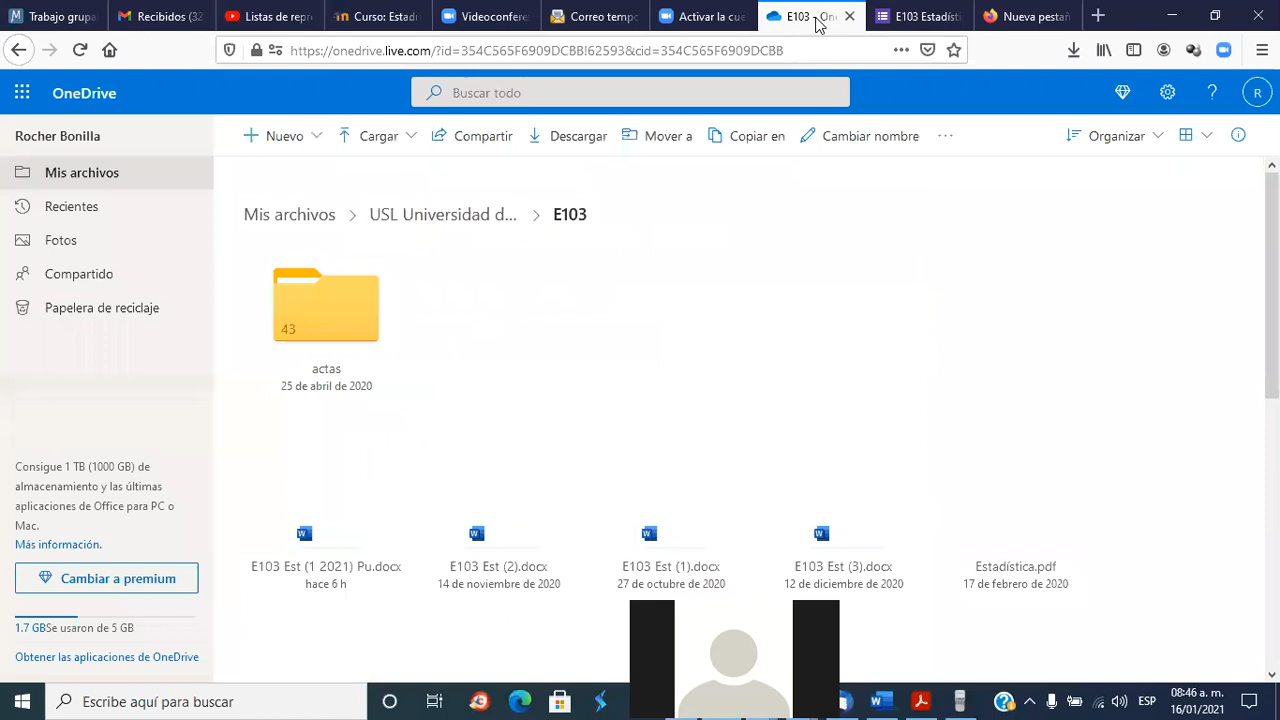 Trabajo grupa
Recibidos (32
Listas de repr
Curso: Estad
Videoconfere
Correo tempo
Activar la cue
E103 - On
E103 Estadíst
Nueva pestañ
https://onedrive.live.com/?id=354C565F6909DCBB!62593&cid=354C565F6909DCBB
OneDrive
Buscar todo
R
Rocher Bonilla
Nuevo
Cargar
Compartir
Descargar
Mover a
Copiar en
Cambiar nombre
Organizar
Mis archivos
Recientes
Fotos
Compartido
Papelera de reciclaje
Mis archivos > USL Universidad d... > E103
43
actas
25 de abril de 2020
E103 Est (1 2021) Pu.docx
hace 6 h
E103 Est (2).docx
14 de noviembre de 2020
E103 Est (1).docx
27 de octubre de 2020
E103 Est (3).docx
12 de diciembre de 2020
Estadística.pdf
17 de febrero de 2020
Consigue 1 TB (1000 GB) de
almacenamiento y las últimas
aplicaciones de Office para PC o
Mac.
Más información.
Cambiar a premium
1.7 GBSe usaron de 5 GB
Obtener las aplicaciones de OneDrive
Escribe aquí para buscar
ESP
08:46 a. m.
16/01/2021